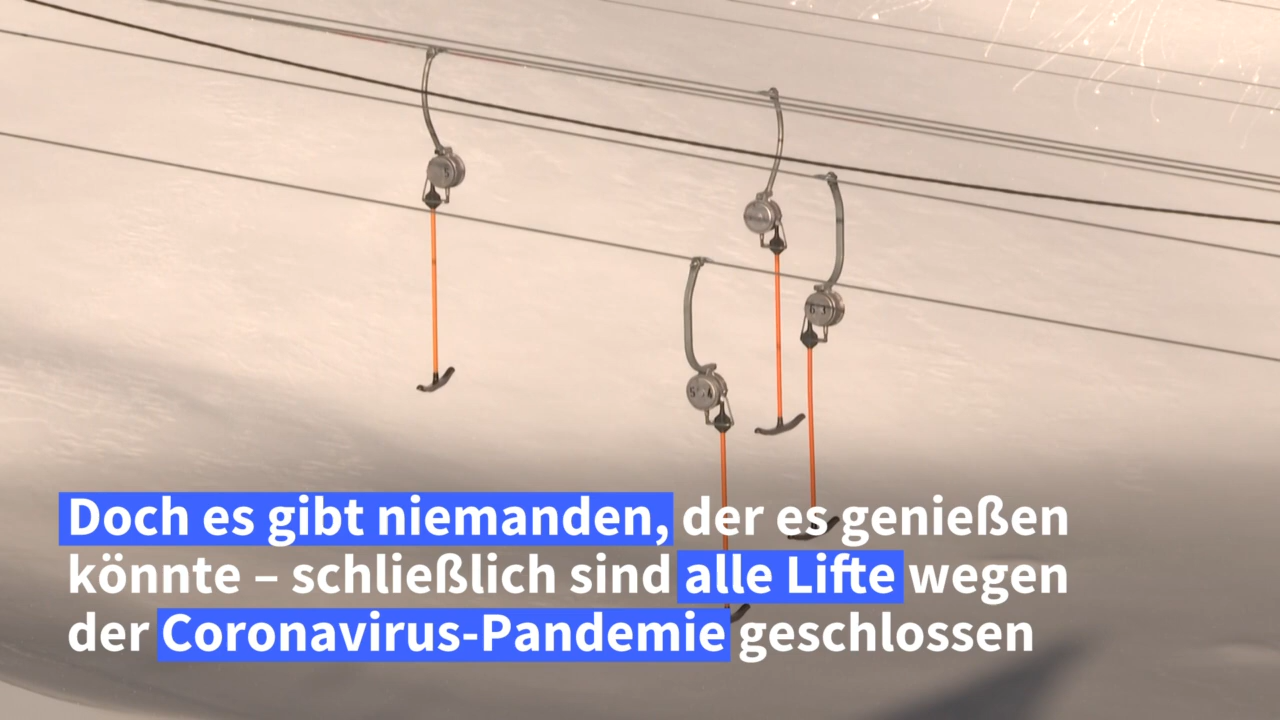 Doch es gibt niemanden, der es genießen
könnte – schließlich sind alle Lifte wegen
der Coronavirus-Pandemie geschlossen